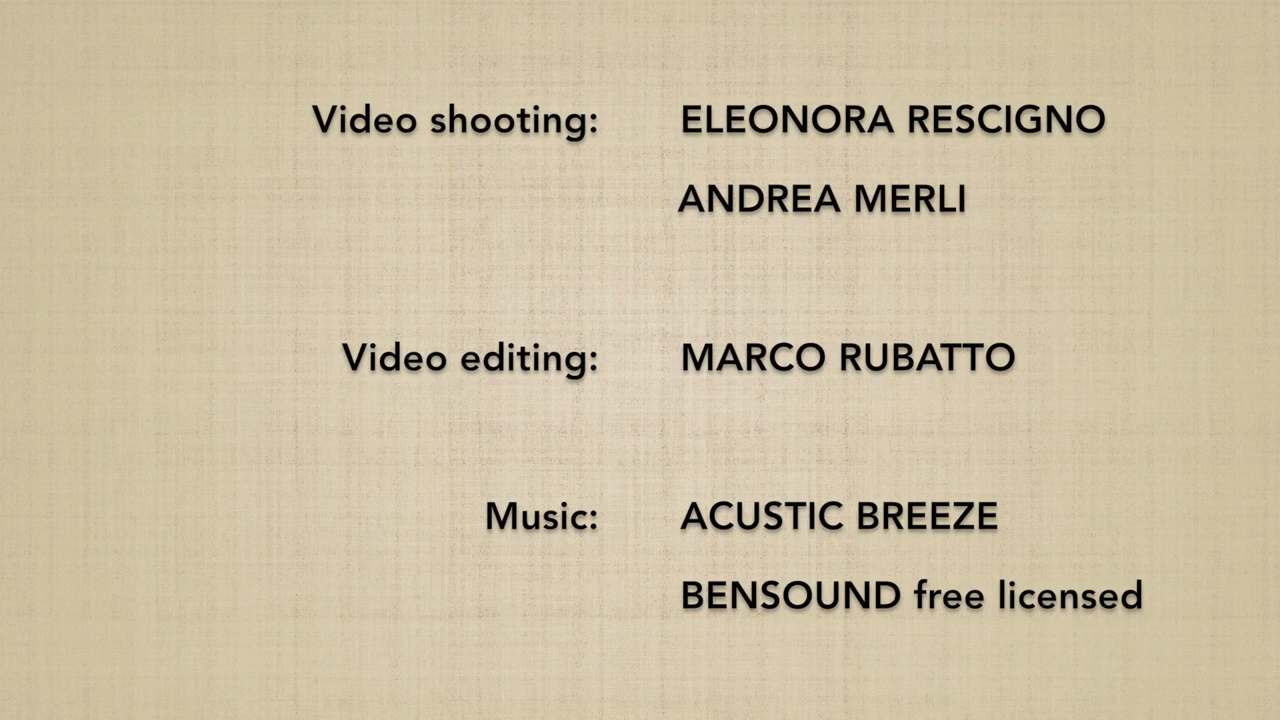 Video shooting: ELEONORA RESCIGNO
ANDREA MERLI
Video editing: MARCO RUBATTO
Music: ACUSTIC BREEZE
BENSOUND free licensed